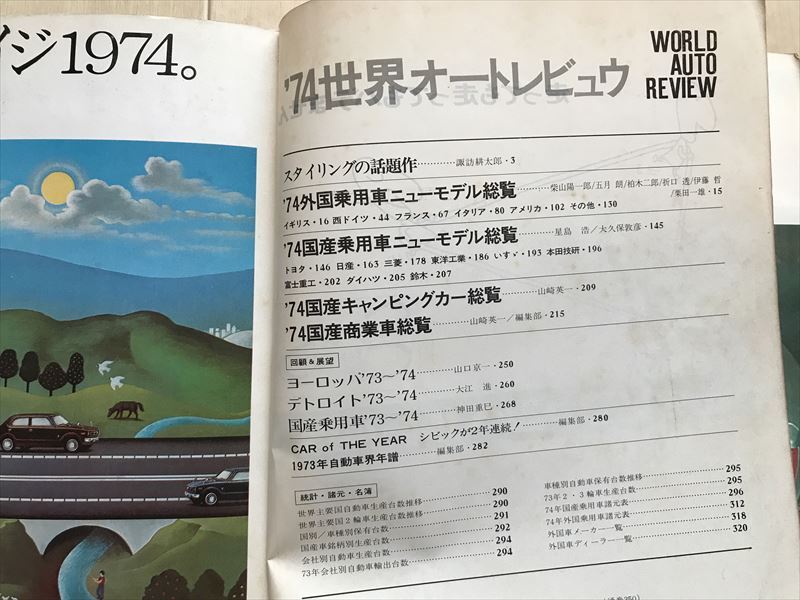 イジ1974。
'74世界オートレビュウ
WORLD
AUTO
REVIEW
スタイリングの話題作…………諏訪耕太郎・3
'74外国乗用車ニューモデル総覧…………柴山陽一郎/五月 朗/柏木二郎/折口 透/伊藤 哲
/栗田一雄・15
イギリス・16 西ドイツ・44 フランス・67 イタリア・80 アメリカ・102 その他・130
'74国産乗用車ニューモデル総覧…………星島 浩/大久保敦彦・145
トヨタ・146 日産・163 三菱・178 東洋工業・186 いすゞ・193 本田技研・196
富士重工・202 ダイハツ・205 鈴木・207
'74国産キャンピングカー総覧…………山崎英一・209
'74国産商業車総覧…………山崎英一/編集部・215
回顧&展望
ヨーロッパ'73～'74…………山口京一・250
デトロイト'73～'74…………大江 進・260
国産乗用車'73～'74…………神田重巳・268
CAR of THE YEAR シビックが2年連続！…………編集部・280
1973年自動車界年譜…………編集部・282
統計・諸元・名簿
世界主要国自動車生産台数推移…………290
世界主要国2輪車生産台数推移…………290
国別/車種別保有台数…………291
国産車銘柄別生産台数…………292
会社別自動車生産台数…………294
73年会社別自動車輸出台数…………294
車種別自動車保有台数推移…………295
73年2・3輪車生産台数…………295
74年国産乗用車諸元表…………296
74年外国乗用車諸元表…………312
外国車メーカー一覧…………318
外国車ディーラー一覧…………320